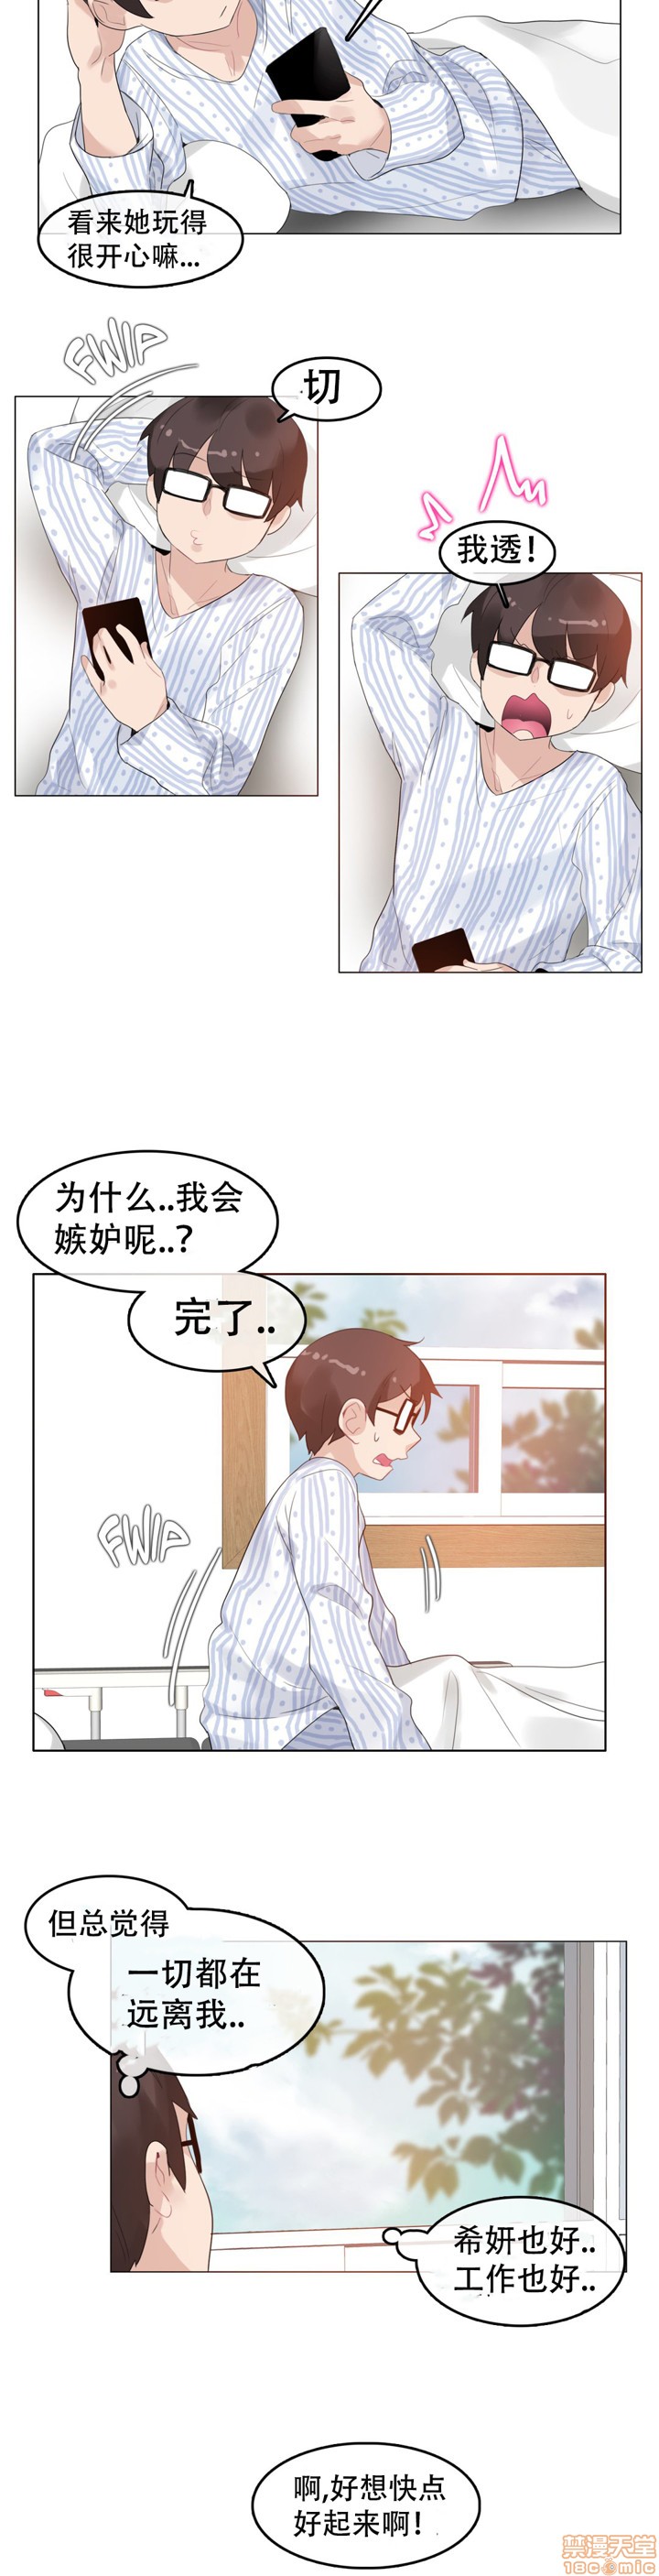 看来她玩得
很开心嘛...
FWIP
切
我透!
为什么..我会
嫉妒呢..?
完了..
FWIP
但总觉得
一切都在
远离我..
希妍也好..
工作也好..
啊,好想快点
好起来啊!
禁漫天堂
18comic